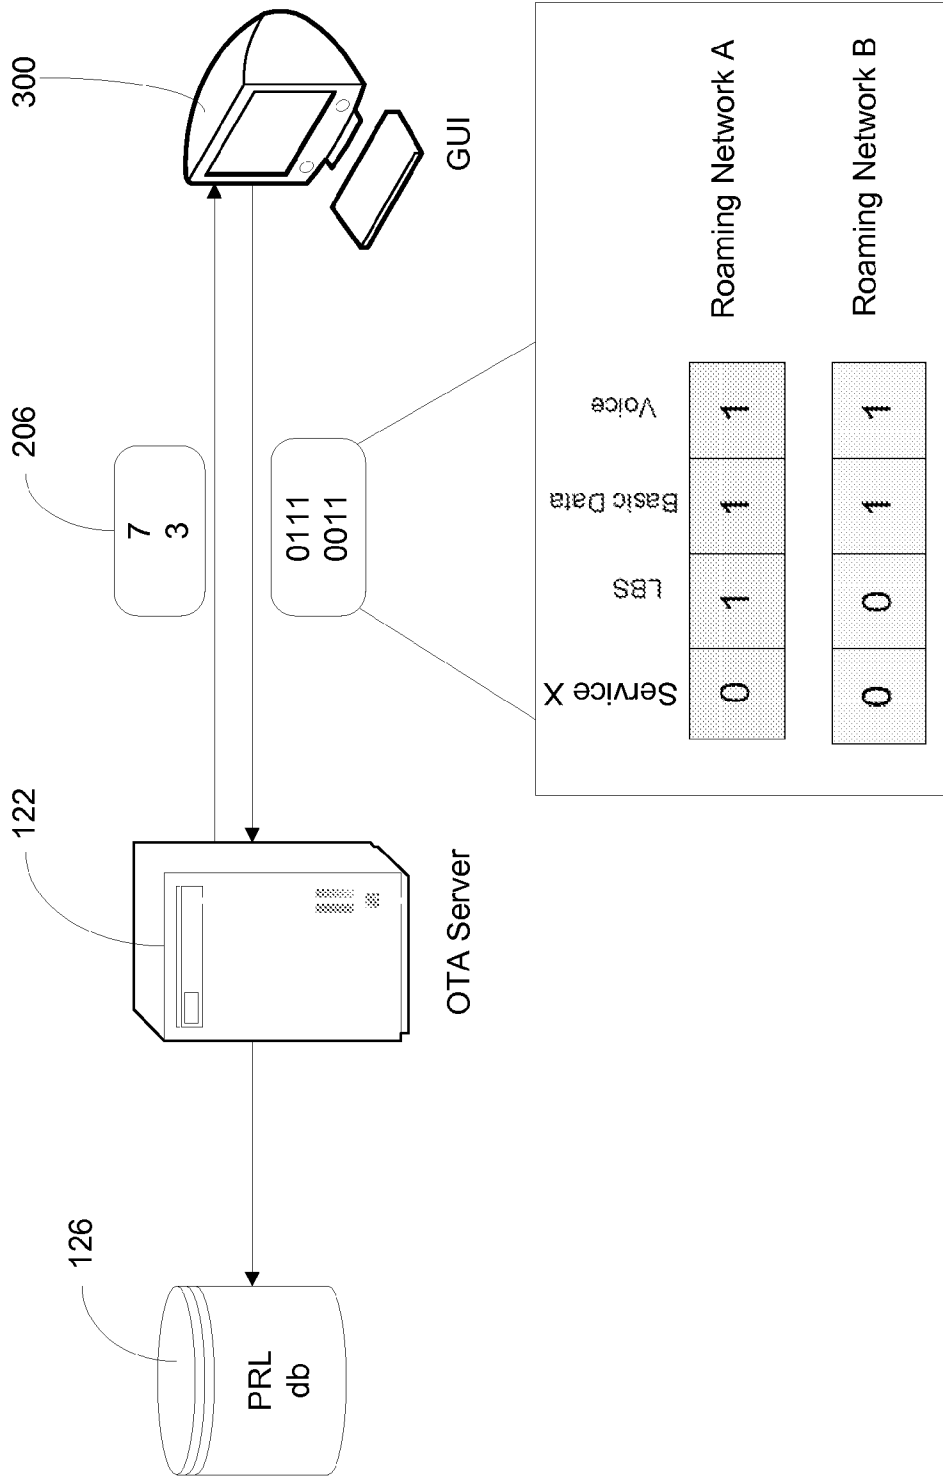 126
PRL
db
122
OTA Server
206
7
3
0111
0011
300
GUI
Service X
LBS
Basic Data
Voice
0
1
1
1
Roaming Network A
0
0
1
1
Roaming Network B